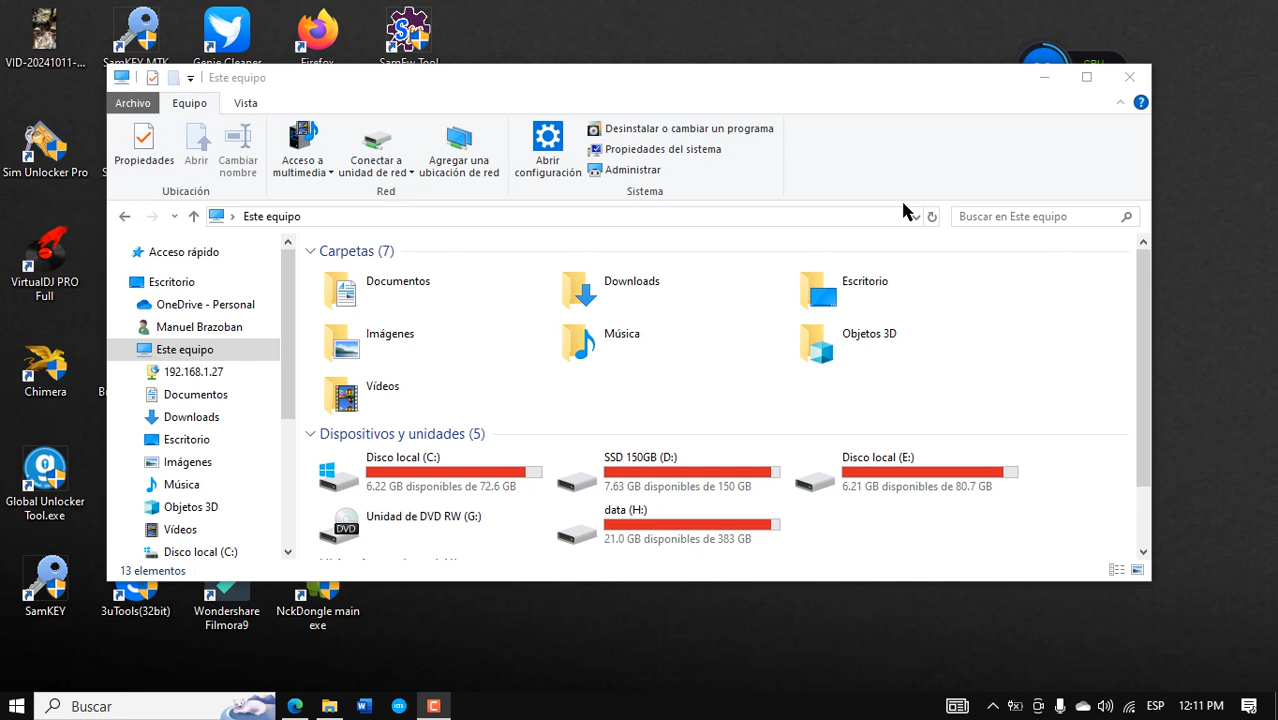 VID-20241011-...
SamKEY MTK
Genie Cleaner
Firefox
SamFw Tool
Este equipo
Archivo
Equipo
Vista
Propiedades
Abrir
Cambiar nombre
Ubicación
Acceso a multimedia
Conectar a unidad de red
Agregar una ubicación de red
Red
Abrir configuración
Desinstalar o cambiar un programa
Propiedades del sistema
Administrar
Sistema
Este equipo
Buscar en Este equipo
Sim Unlocker Pro
VirtualDJ PRO
Full
Chimera
Global Unlocker
Tool.exe
SamKEY
3uTools(32bit)
Wondershare
Filmora9
NckDongle main
exe
Acceso rápido
Escritorio
OneDrive - Personal
Manuel Brazoban
Este equipo
192.168.1.27
Documentos
Downloads
Escritorio
Imágenes
Música
Objetos 3D
Vídeos
Disco local (C:)
Carpetas (7)
Documentos
Downloads
Escritorio
Imágenes
Música
Objetos 3D
Vídeos
Dispositivos y unidades (5)
Disco local (C:)
6.22 GB disponibles de 72.6 GB
SSD 150GB (D:)
7.63 GB disponibles de 150 GB
Disco local (E:)
6.21 GB disponibles de 80.7 GB
Unidad de DVD RW (G:)
DVD
data (H:)
21.0 GB disponibles de 383 GB
13 elementos
Buscar
iOS
ESP
12:11 PM